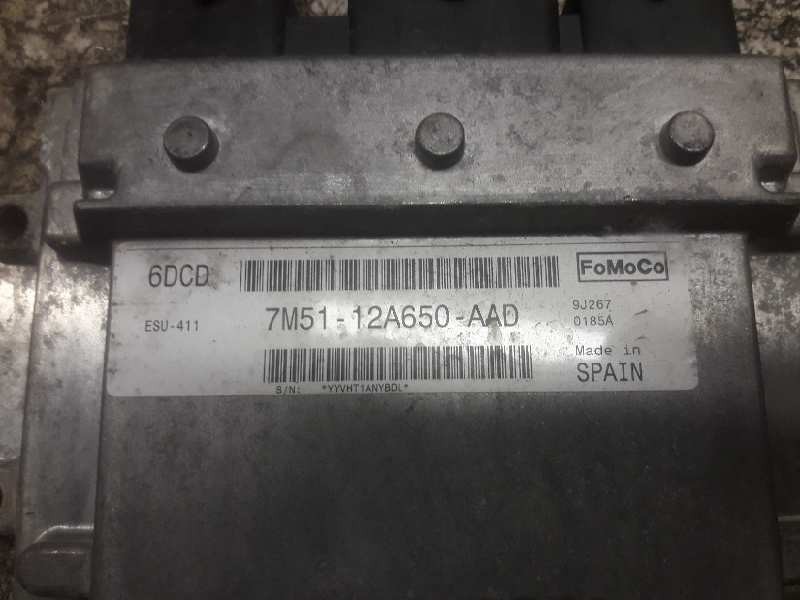 6DCD
FoMoCo
ESU-411
7M51-12A650-AAD
9J267
0185A
Made in
SPAIN
S/N: *YYVHT1ANYBDL*